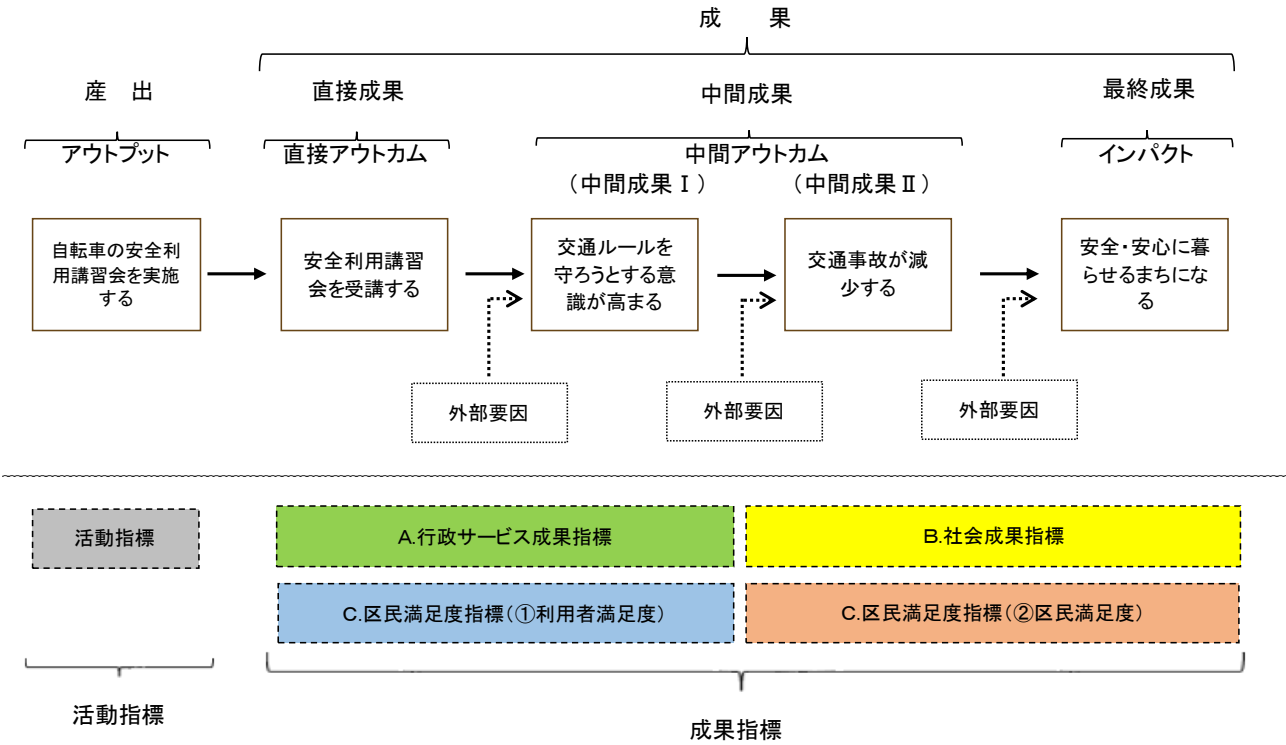 成　果
産　出
直接成果
中間成果
最終成果
アウトプット
直接アウトカム
中間アウトカム
インパクト
（中間成果Ⅰ）
（中間成果Ⅱ）
自転車の安全利
用講習会を実施
する
安全利用講習
会を受講する
交通ルールを
守ろうとする意
識が高まる
交通事故が減
少する
安全・安心に暮
らせるまちにな
る
外部要因
外部要因
外部要因
活動指標
A.行政サービス成果指標
B.社会成果指標
C.区民満足度指標（①利用者満足度）
C.区民満足度指標（②区民満足度）
活動指標
成果指標